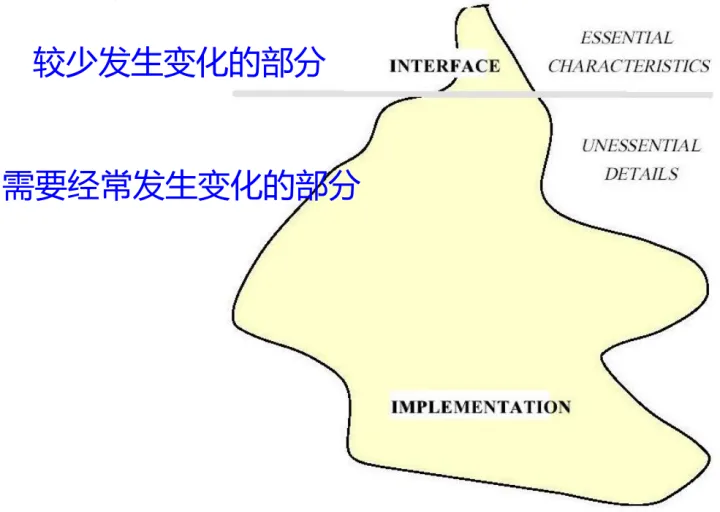 较少发生变化的部分
INTERFACE
ESSENTIAL
CHARACTERISTICS
需要经常发生变化的部分
UNESSENTIAL
DETAILS
IMPLEMENTATION